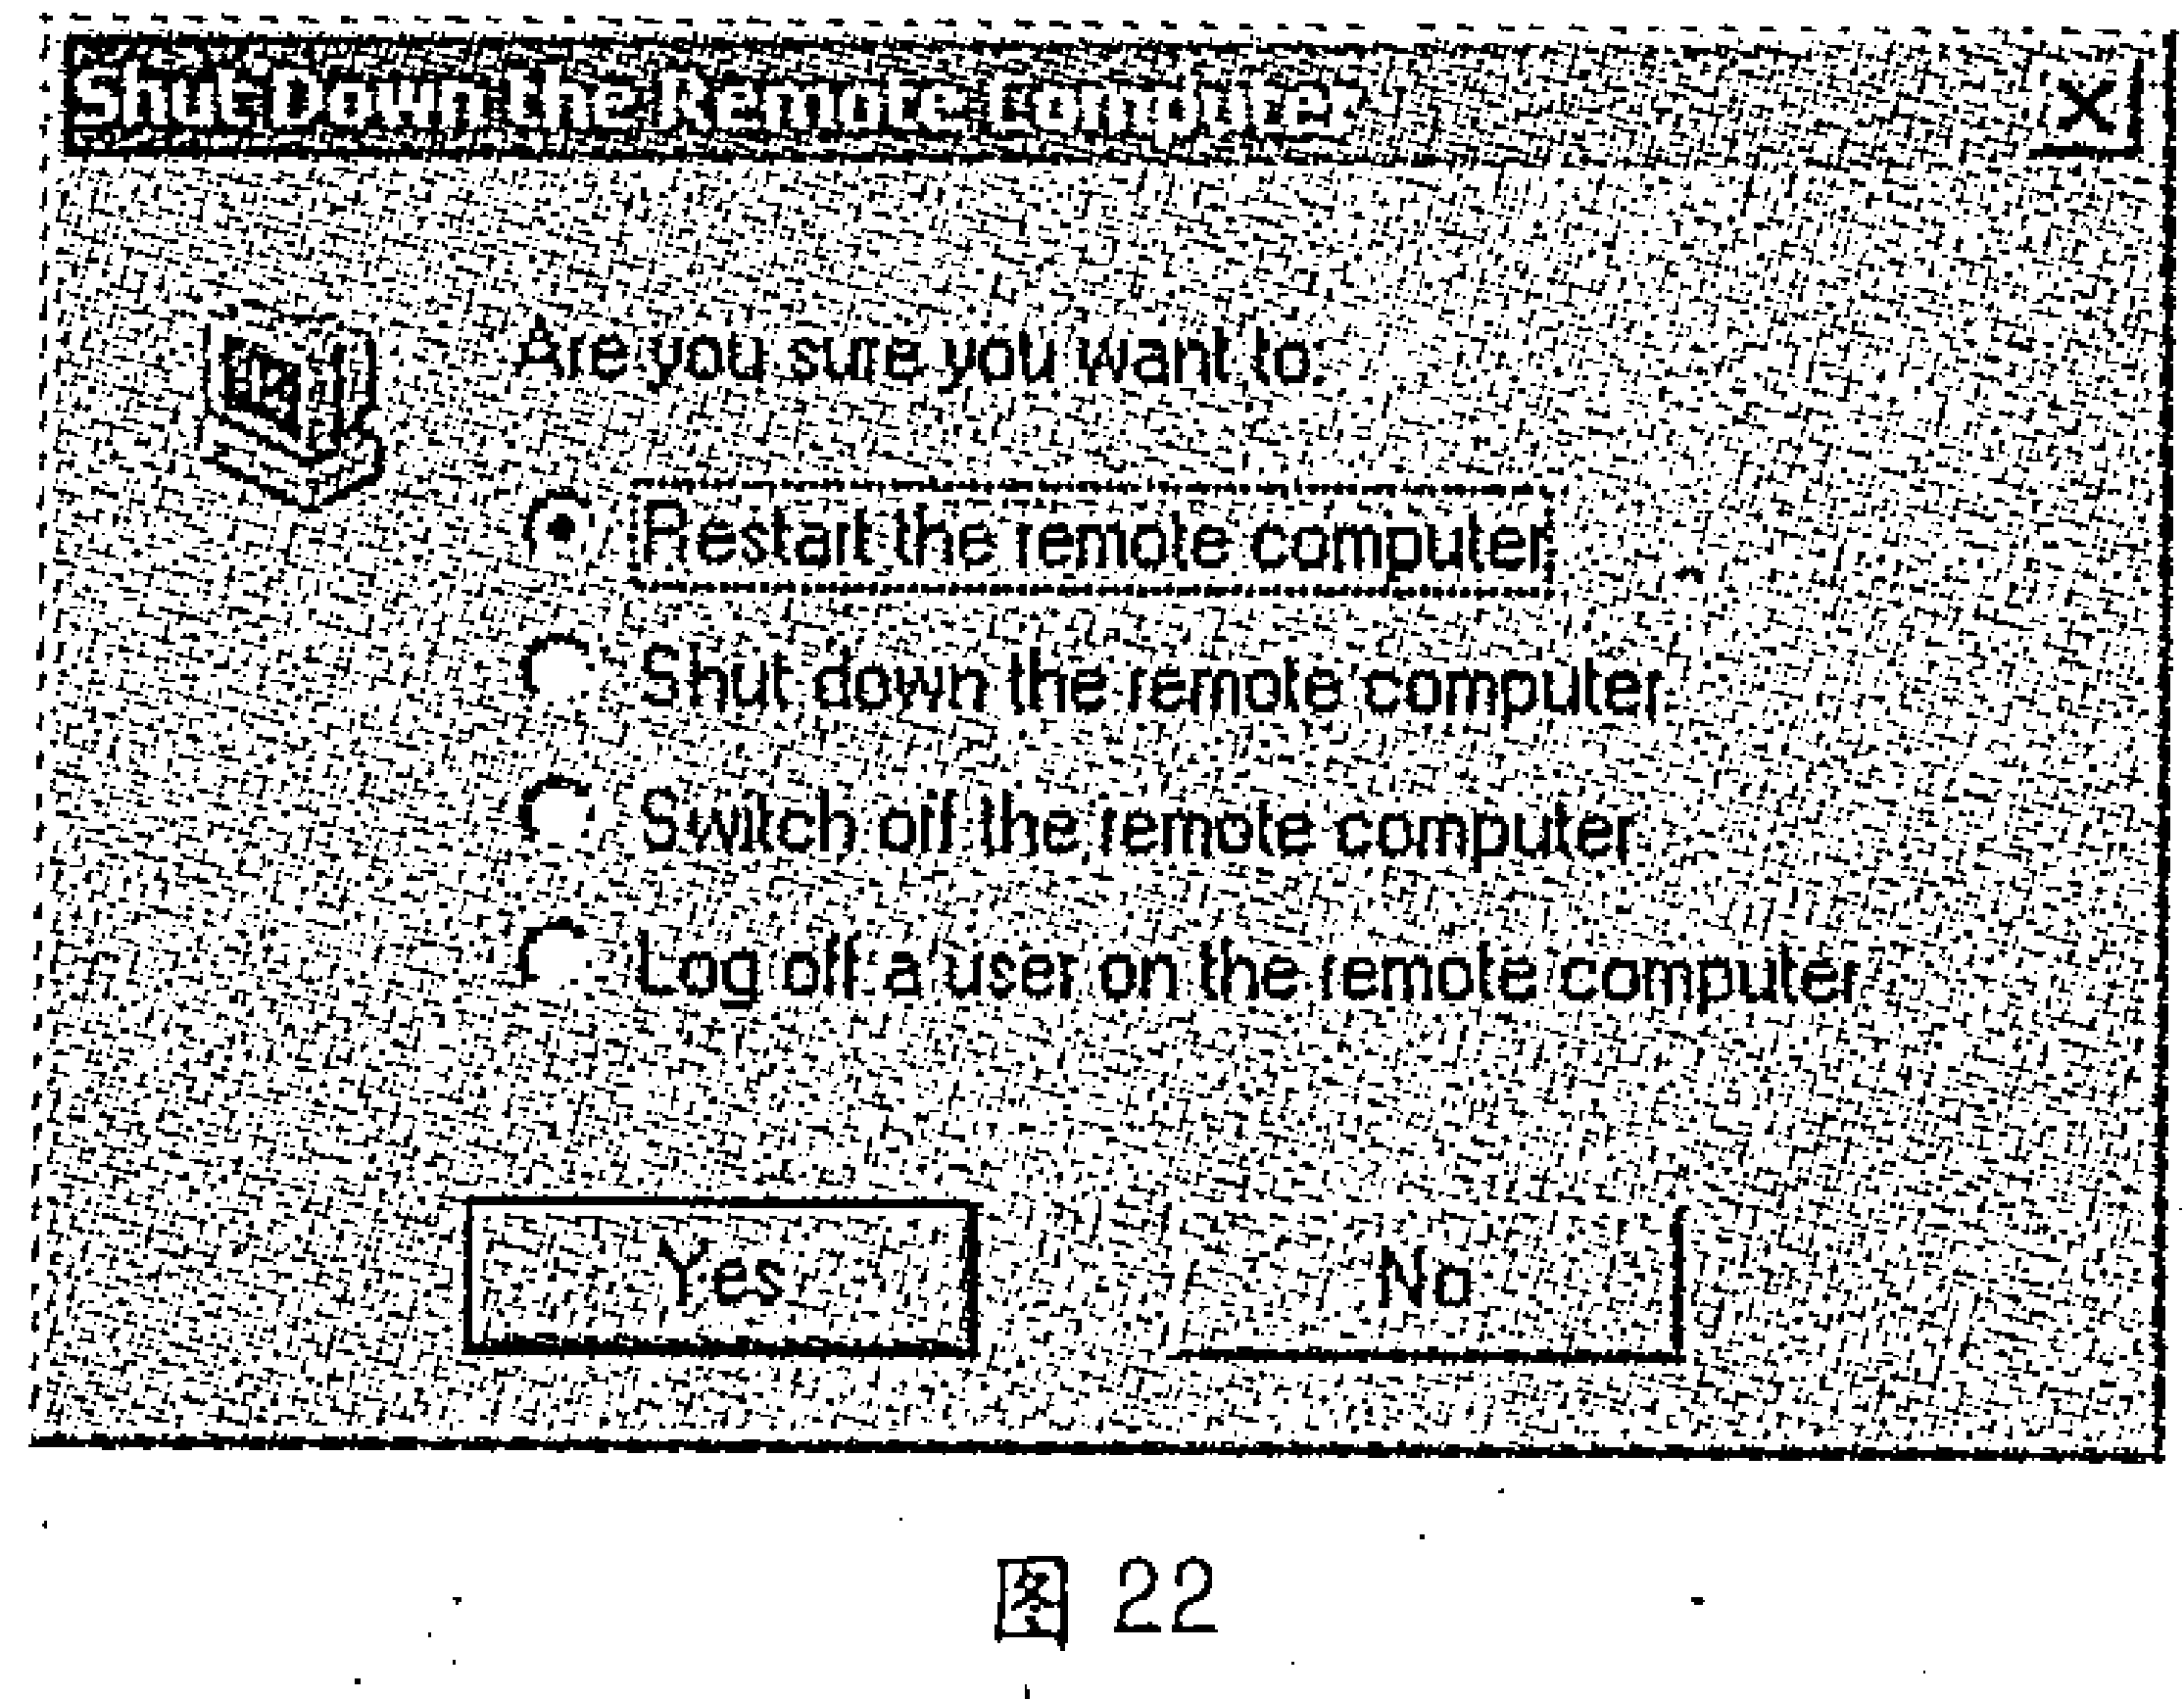 Shut Down the Remote Computer
Are you sure you want to:
Restart the remote computer
Shut down the remote computer
Switch off the remote computer
Log off a user on the remote computer
Yes
No
图 22